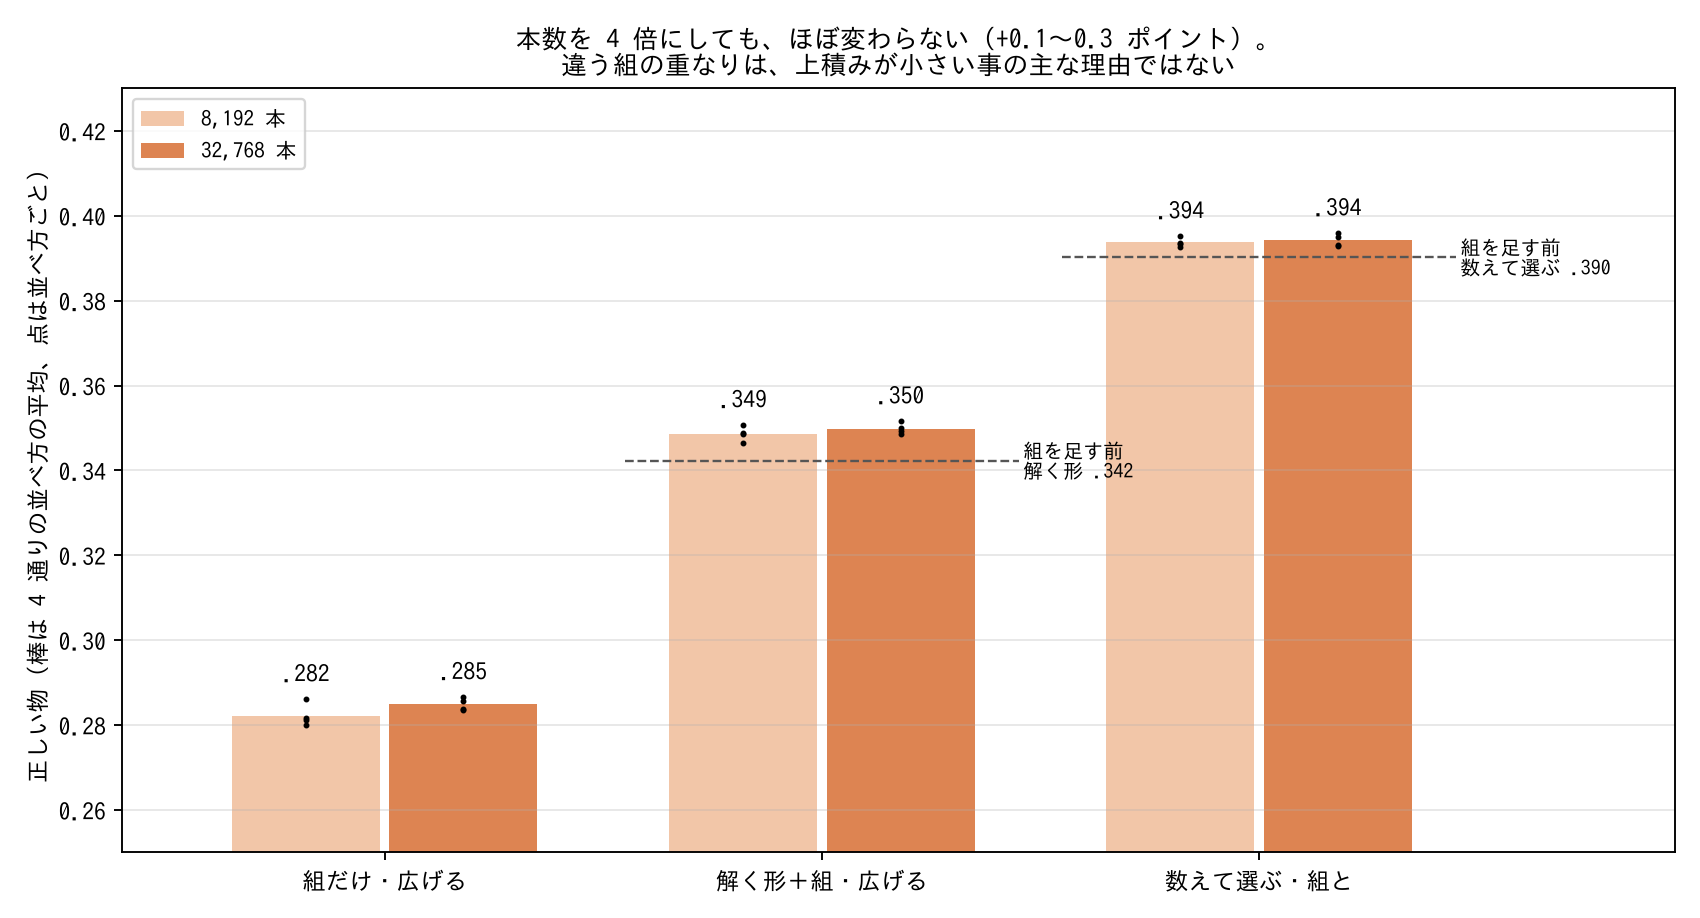 本数を 4 倍にしても、ほぼ変わらない（+0.1〜0.3 ポイント）。
違う組の重なりは、上積みが小さい事の主な理由ではない
8,192 本
32,768 本
正しい物（棒は 4 通りの並べ方の平均、点は並べ方ごと）
0.42
0.40
0.38
0.36
0.34
0.32
0.30
0.28
0.26
.282
.285
.349
.350
.394
.394
組を足す前
解く形 .342
組を足す前
数えて選ぶ .390
組だけ・広げる
解く形＋組・広げる
数えて選ぶ・組と